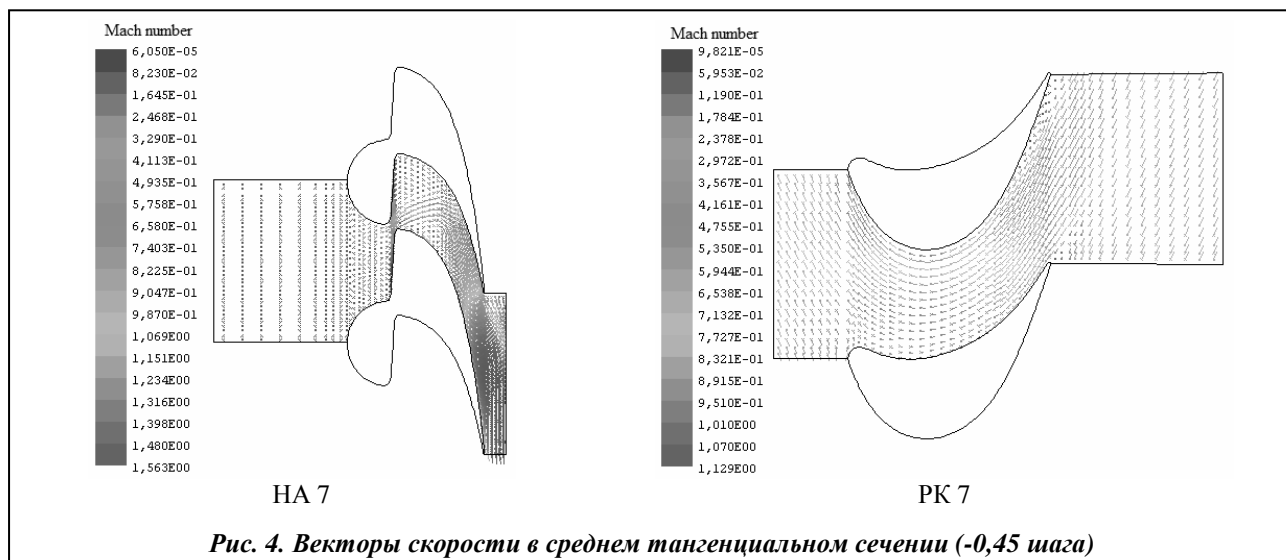 Mach number
6,050E-05
8,230E-02
1,645E-01
2,468E-01
3,290E-01
4,113E-01
4,935E-01
5,758E-01
6,580E-01
7,403E-01
8,225E-01
9,047E-01
9,870E-01
1,069E00
1,151E00
1,234E00
1,316E00
1,398E00
1,480E00
1,563E00
НА 7
Mach number
9,821E-05
5,953E-02
1,190E-01
1,784E-01
2,378E-01
2,972E-01
3,567E-01
4,161E-01
4,755E-01
5,350E-01
5,944E-01
6,538E-01
7,132E-01
7,727E-01
8,321E-01
8,915E-01
9,510E-01
1,010E00
1,070E00
1,129E00
РК 7
Рис. 4. Векторы скорости в среднем тангенциальном сечении (-0,45 шага)